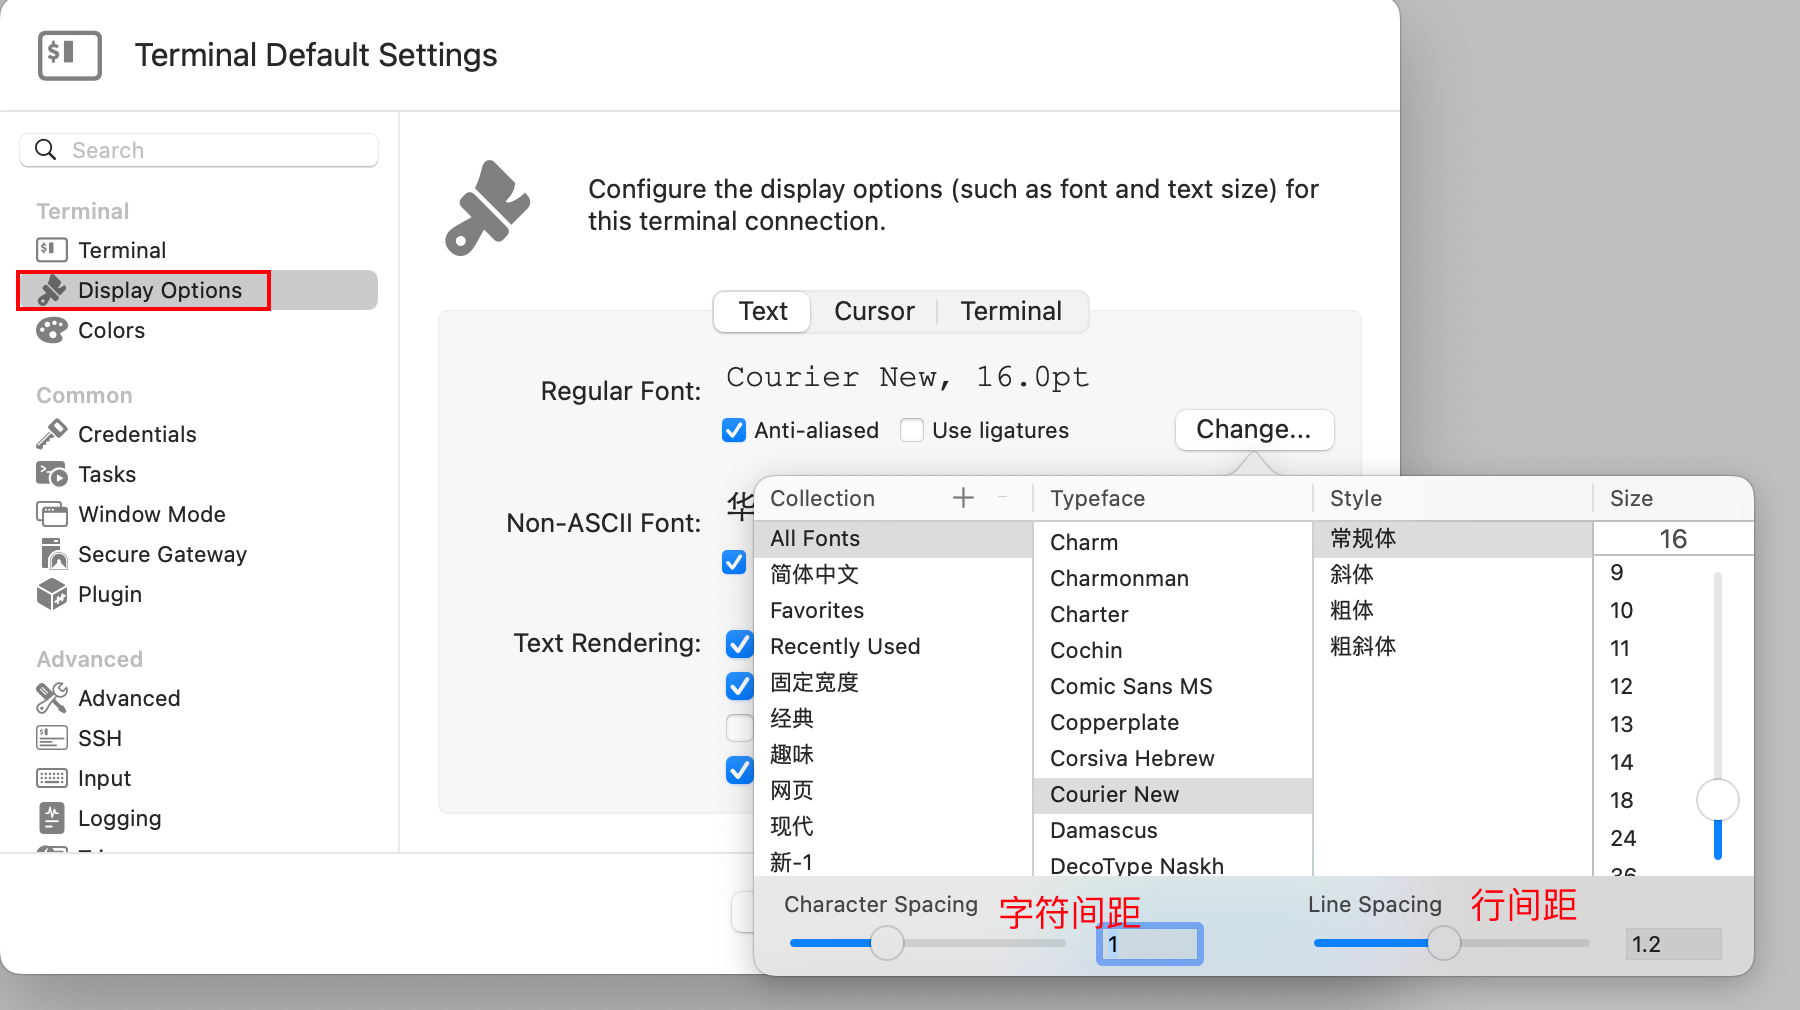 Terminal Default Settings
Search
Terminal
Terminal
Display Options
Colors
Common
Credentials
Tasks
Window Mode
Secure Gateway
Plugin
Advanced
Advanced
SSH
Input
Logging
Configure the display options (such as font and text size) for
this terminal connection.
Text Cursor Terminal
Regular Font: Courier New, 16.0pt
Anti-aliased Use ligatures
Change...
Non-ASCII Font: 华
Text Rendering:
Collection + -
All Fonts
简体中文
Favorites
Recently Used
固定宽度
经典
趣味
网页
现代
新-1
Typeface
Charm
Charmonman
Charter
Cochin
Comic Sans MS
Copperplate
Corsiva Hebrew
Courier New
Damascus
DecoType Naskh
Style
常规体
斜体
粗体
粗斜体
Size
16
9
10
11
12
13
14
18
24
36
Character Spacing 字符间距
1
Line Spacing 行间距
1.2